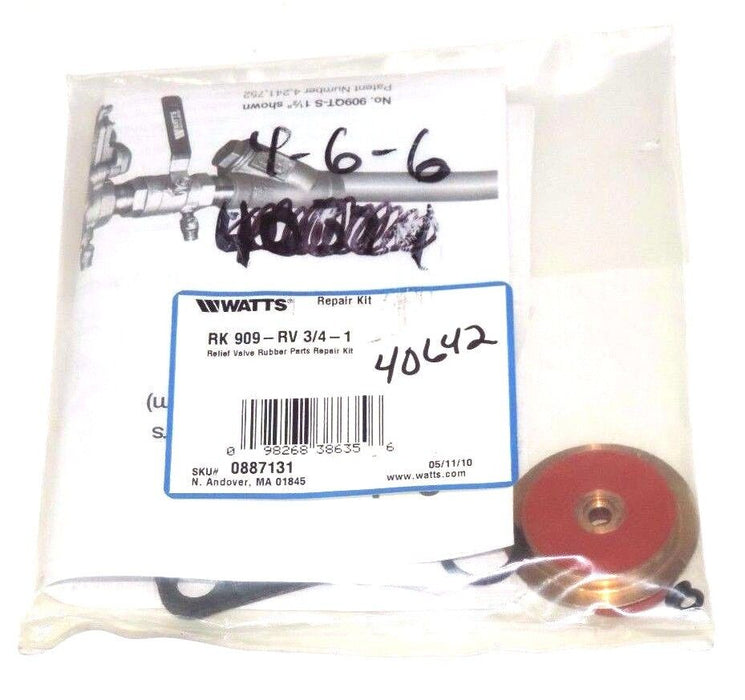 No. 909QT-S 1½" shown
Patent Number 4,241,752
4-6-6
WATTS® Repair Kit
RK 909-RV 3/4-1
Relief Valve Rubber Parts Repair Kit
40642
0 98268 38635 6
SKU# 0887131 05/11/10
N. Andover, MA 01845 www.watts.com